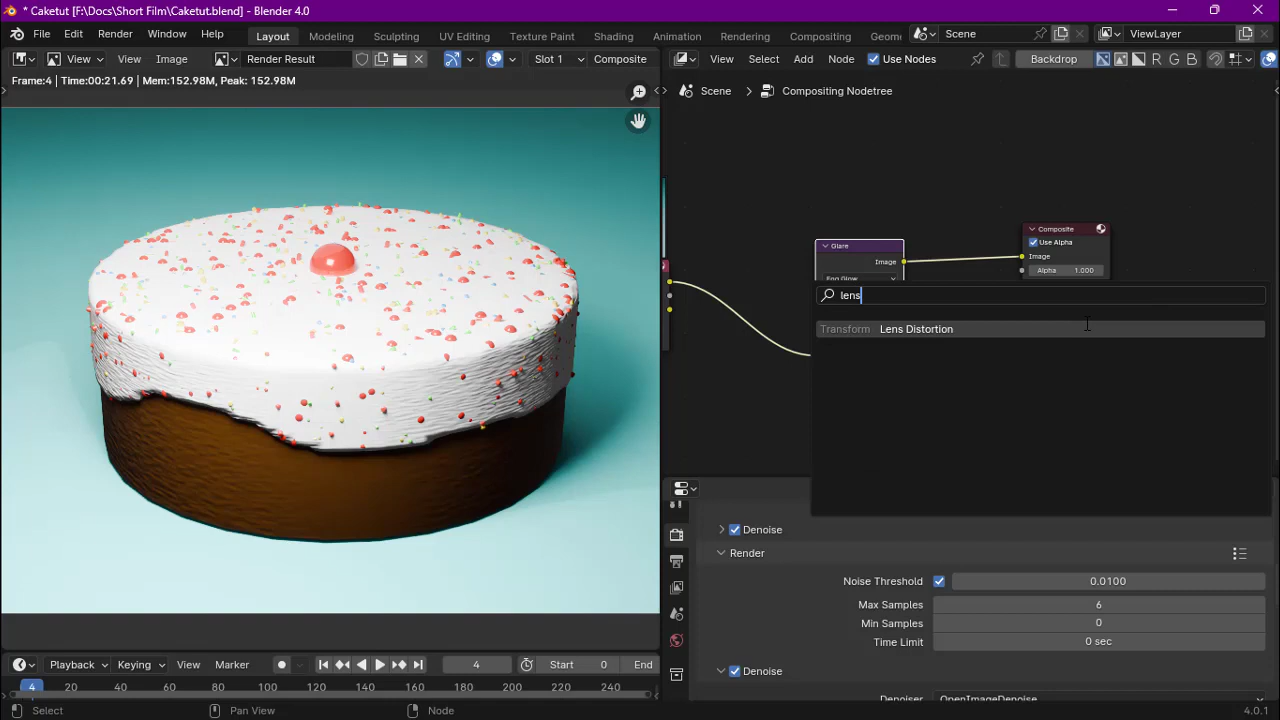 * Caketut [F:\Docs\Short Film\Caketut.blend] - Blender 4.0
File Edit Render Window Help Layout Modeling Sculpting UV Editing Texture Paint Shading Animation Rendering Compositing Geom Scene ViewLayer
View View Image Render Result Slot 1 Composite
View Select Add Node Use Nodes Backdrop R G B
Frame:4 | Time:00:21.69 | Mem:152.98M, Peak: 152.98M
Scene > Compositing Nodetree
Glare
Image
Composite
Use Alpha
Image
Alpha 1.000
lens
Transform Lens Distortion
Denoise
Render
Noise Threshold 0.0100
Max Samples 6
Min Samples 0
Time Limit 0 sec
Denoise
Denoiser OpenImageDenoise
Playback Keying View Marker 4 Start 0 End
4 20 40 60 80 100 120 140 160 180 200 220 240
Select Pan View Node 4.0.1